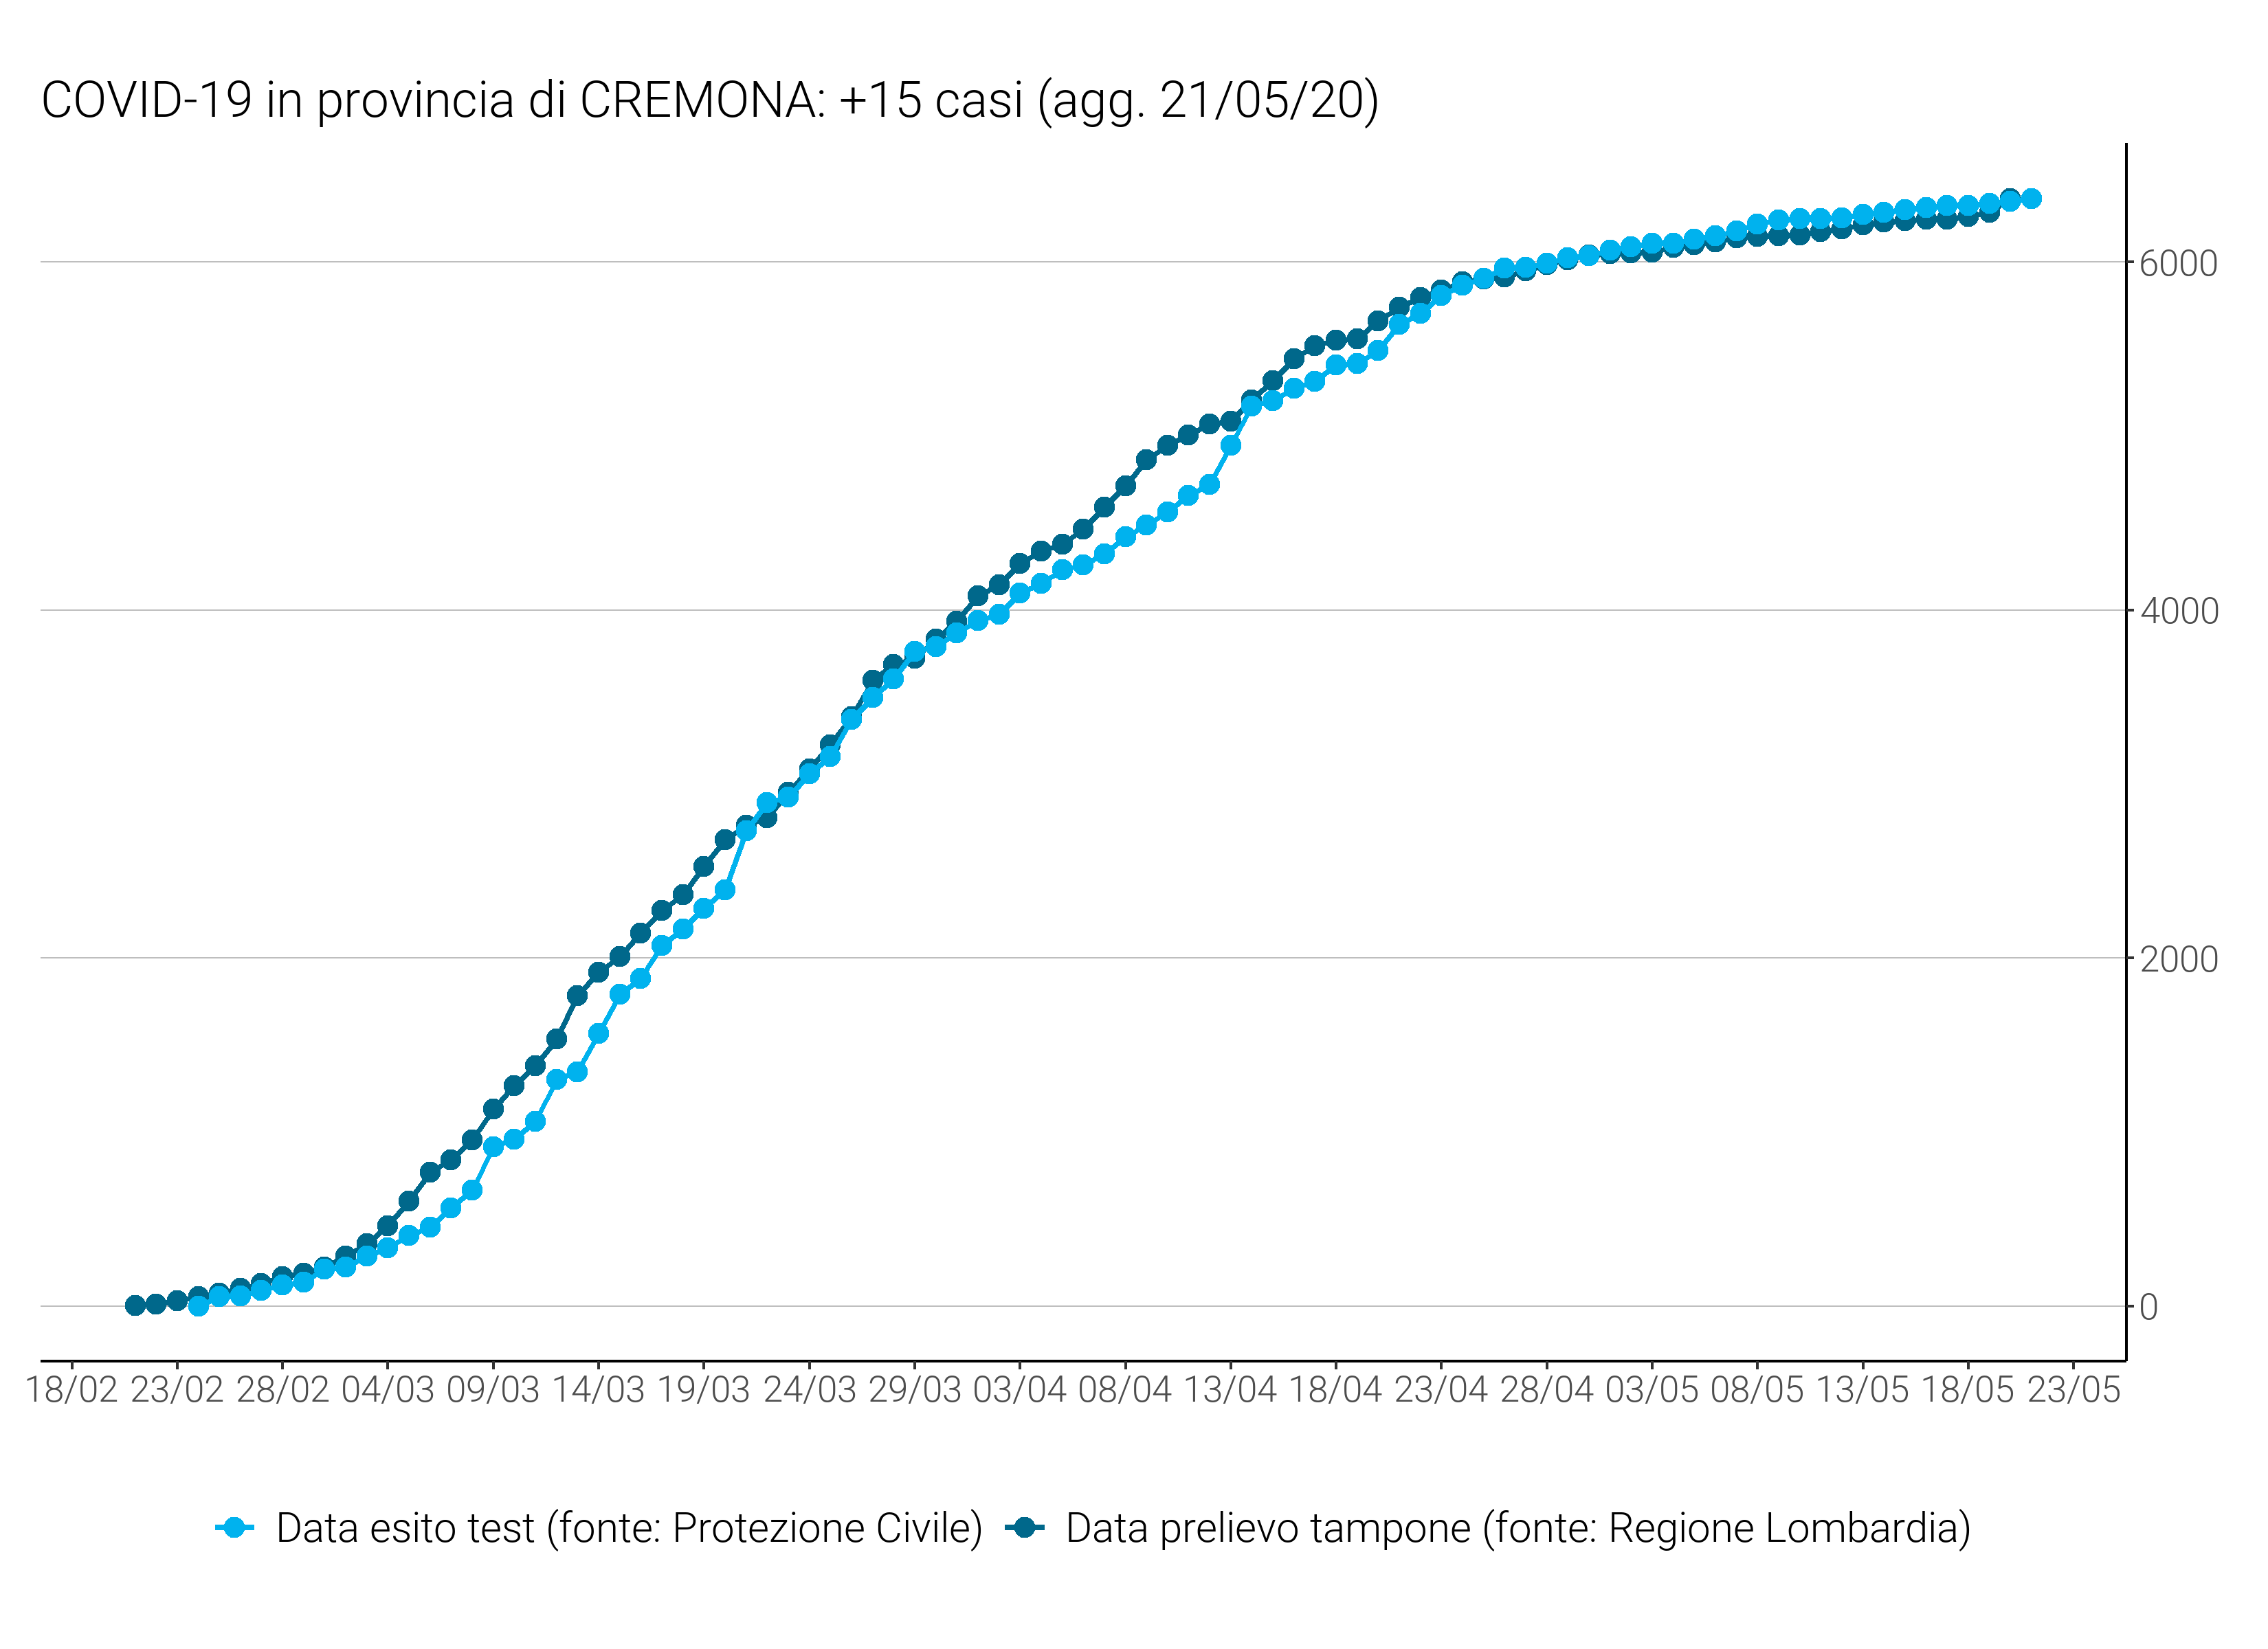 COVID-19 in provincia di CREMONA: +15 casi (agg. 21/05/20)
6000
4000
2000
0
18/02 23/02 28/02 04/03 09/03 14/03 19/03 24/03 29/03 03/04 08/04 13/04 18/04 23/04 28/04 03/05 08/05 13/05 18/05 23/05
Data esito test (fonte: Protezione Civile) Data prelievo tampone (fonte: Regione Lombardia)